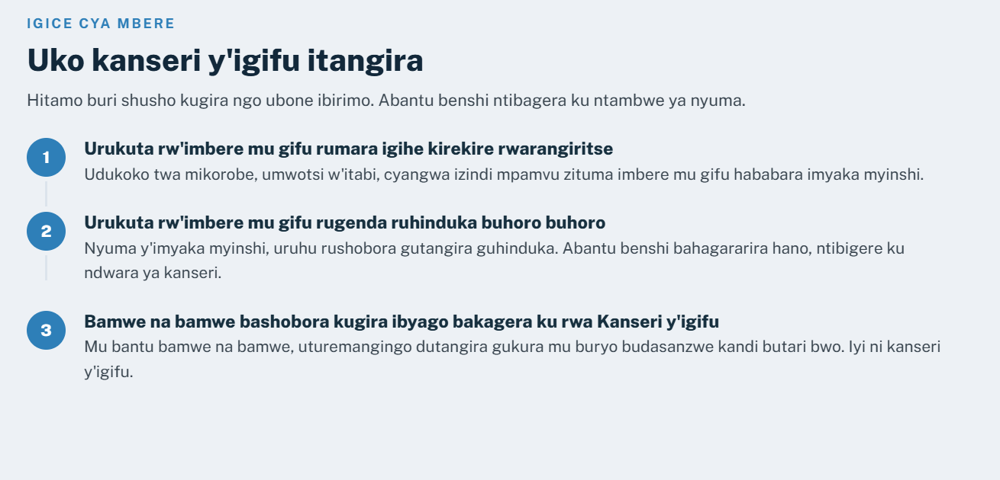 IGICE CYA MBERE
Uko kanseri y'igifu itangira
Hitamo buri shusho kugira ngo ubone ibirimo. Abantu benshi ntibagera ku ntambwe ya nyuma.
1
Urukuta rw'imbere mu gifu rumara igihe kirekire rwarangiritse
Udukoko twa mikorobe, umwotsi w'itabi, cyangwa izindi mpamvu zituma imbere mu gifu hababara imyaka myinshi.
2
Urukuta rw'imbere mu gifu rugenda ruhinduka buhoro buhoro
Nyuma y'imyaka myinshi, uruhu rushobora gutangira guhinduka. Abantu benshi bahagararira hano, ntibigere ku
ndwara ya kanseri.
3
Bamwe na bamwe bashobora kugira ibyago bakagera ku rwa Kanseri y'igifu
Mu bantu bamwe na bamwe, uturemangingo dutangira gukura mu buryo budasanzwe kandi butari bwo. Iyi ni kanseri
y'igifu.